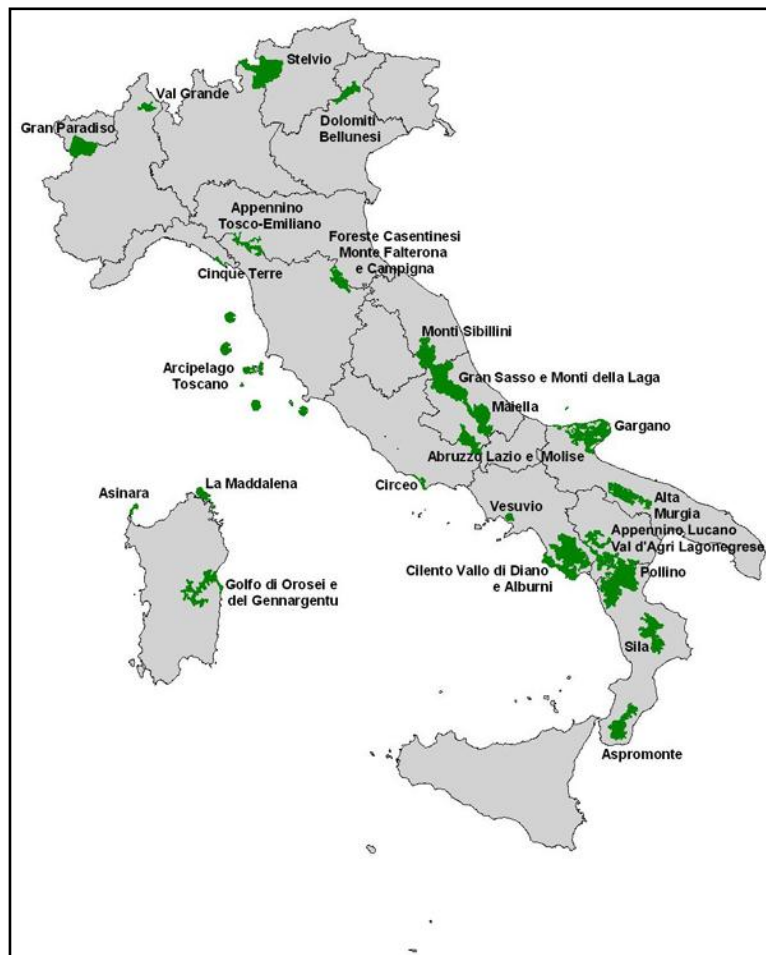 Stelvio
Val Grande
Gran Paradiso
Dolomiti
Bellunesi
Appennino
Tosco-Emiliano
Foreste Casentinesi
Monte Falterona
e Campigna
Cinque Terre
Monti Sibillini
Arcipelago
Toscano
Gran Sasso e Monti della Laga
Maiella
Gargano
Abruzzo Lazio e Molise
Circeo
La Maddalena
Asinara
Vesuvio
Alta
Murgia
Appennino Lucano
Val d'Agri Lagonegrese
Cilento Vallo di Diano
e Alburni
Pollino
Golfo di Orosei e
del Gennargentu
Sila
Aspromonte